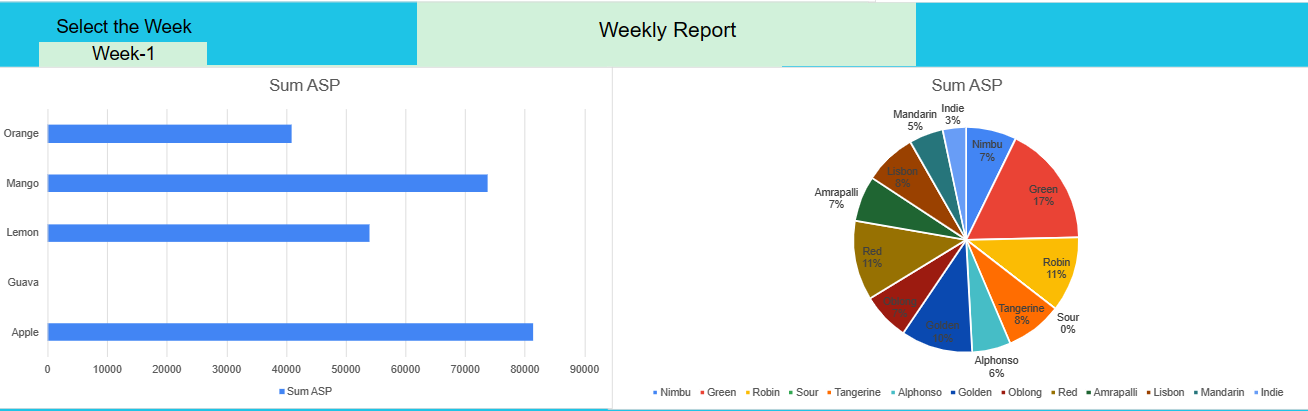 Select the Week
Week-1
Weekly Report
Sum ASP
Orange
Mango
Lemon
Guava
Apple
0 10000 20000 30000 40000 50000 60000 70000 80000 90000
Sum ASP
Sum ASP
Indie
3%
Mandarin
5%
Nimbu
7%
Lisbon
8%
Green
17%
Amrapalli
7%
Red
11%
Robin
11%
Oblong
Tangerine
8%
Sour
0%
Golden
Alphonso
6%
Nimbu Green Robin Sour Tangerine Alphonso Golden Oblong Red Amrapalli Lisbon Mandarin Indie